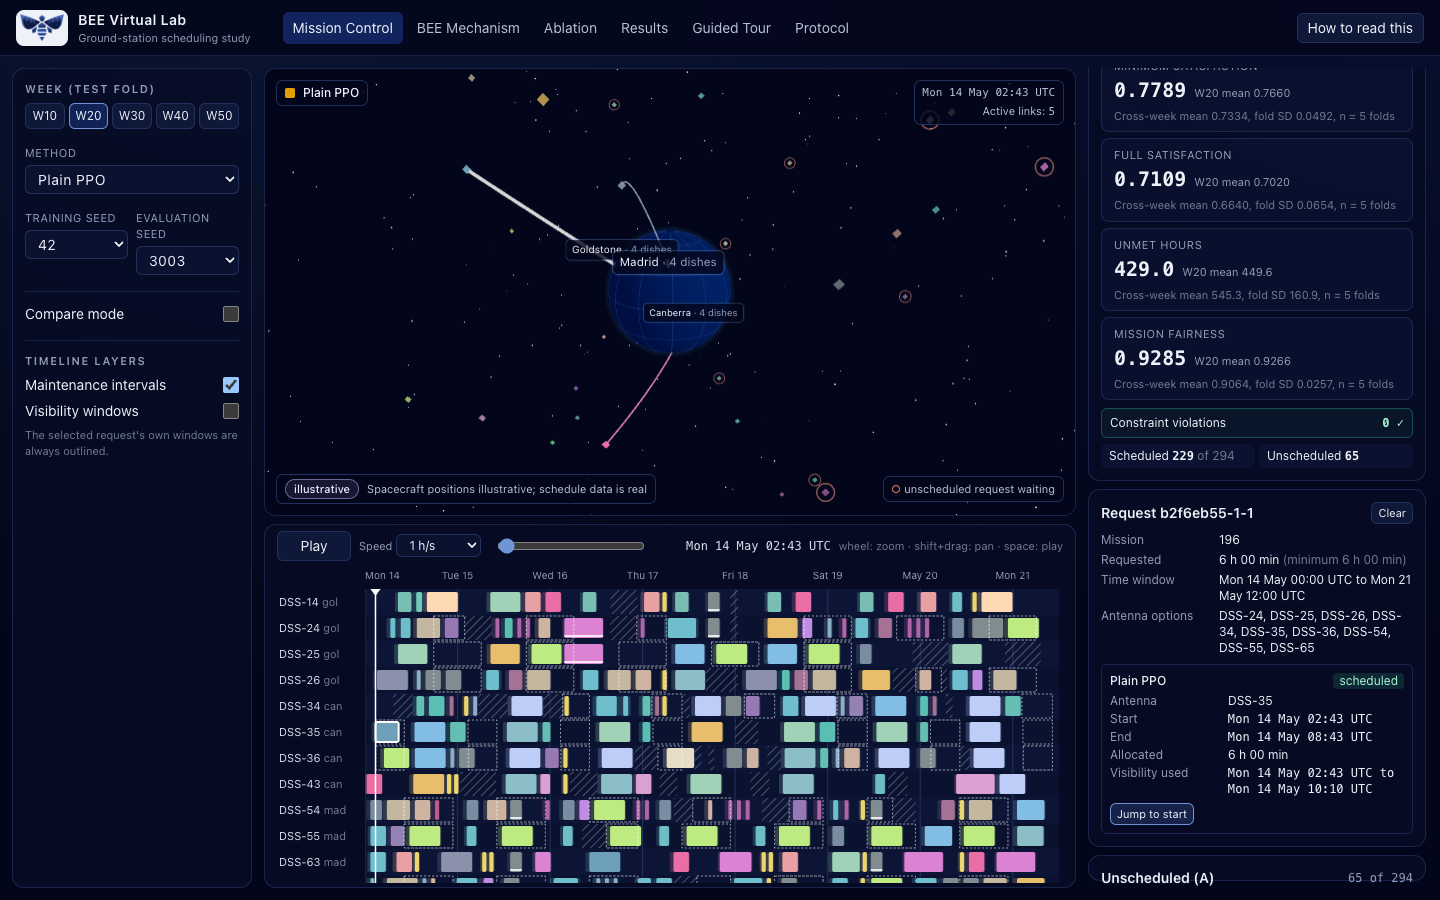 BEE Virtual Lab
Ground-station scheduling study
Mission Control
BEE Mechanism
Ablation
Results
Guided Tour
Protocol
How to read this
WEEK (TEST FOLD)
W10
W20
W30
W40
W50
METHOD
Plain PPO
TRAINING SEED
42
EVALUATION
SEED
3003
Compare mode
TIMELINE LAYERS
Maintenance intervals
Visibility windows
The selected request's own windows are
always outlined.
Plain PPO
Mon 14 May 02:43 UTC
Active links: 5
Goldstone · 4 dishes
Madrid · 4 dishes
Canberra · 4 dishes
illustrative
Spacecraft positions illustrative; schedule data is real
unscheduled request waiting
Play
Speed
1 h/s
Mon 14 May 02:43 UTC
wheel: zoom · shift+drag: pan · space: play
Mon 14
Tue 15
Wed 16
Thu 17
Fri 18
Sat 19
May 20
Mon 21
DSS-14 gol
DSS-24 gol
DSS-25 gol
DSS-26 gol
DSS-34 can
DSS-35 can
DSS-36 can
DSS-43 can
DSS-54 mad
DSS-55 mad
DSS-63 mad
MINIMUM SATISFACTION
0.7789 W20 mean 0.7660
Cross-week mean 0.7334, fold SD 0.0492, n = 5 folds
FULL SATISFACTION
0.7109 W20 mean 0.7020
Cross-week mean 0.6640, fold SD 0.0654, n = 5 folds
UNMET HOURS
429.0 W20 mean 449.6
Cross-week mean 545.3, fold SD 160.9, n = 5 folds
MISSION FAIRNESS
0.9285 W20 mean 0.9266
Cross-week mean 0.9064, fold SD 0.0257, n = 5 folds
Constraint violations 0 ✓
Scheduled 229 of 294
Unscheduled 65
Request b2f6eb55-1-1
Clear
Mission 196
Requested 6 h 00 min (minimum 6 h 00 min)
Time window Mon 14 May 00:00 UTC to Mon 21
May 12:00 UTC
Antenna options DSS-24, DSS-25, DSS-26, DSS-
34, DSS-35, DSS-36, DSS-54,
DSS-55, DSS-65
Plain PPO
scheduled
Antenna DSS-35
Start Mon 14 May 02:43 UTC
End Mon 14 May 08:43 UTC
Allocated 6 h 00 min
Visibility used Mon 14 May 02:43 UTC to
Mon 14 May 10:10 UTC
Jump to start
Unscheduled (A) 65 of 294